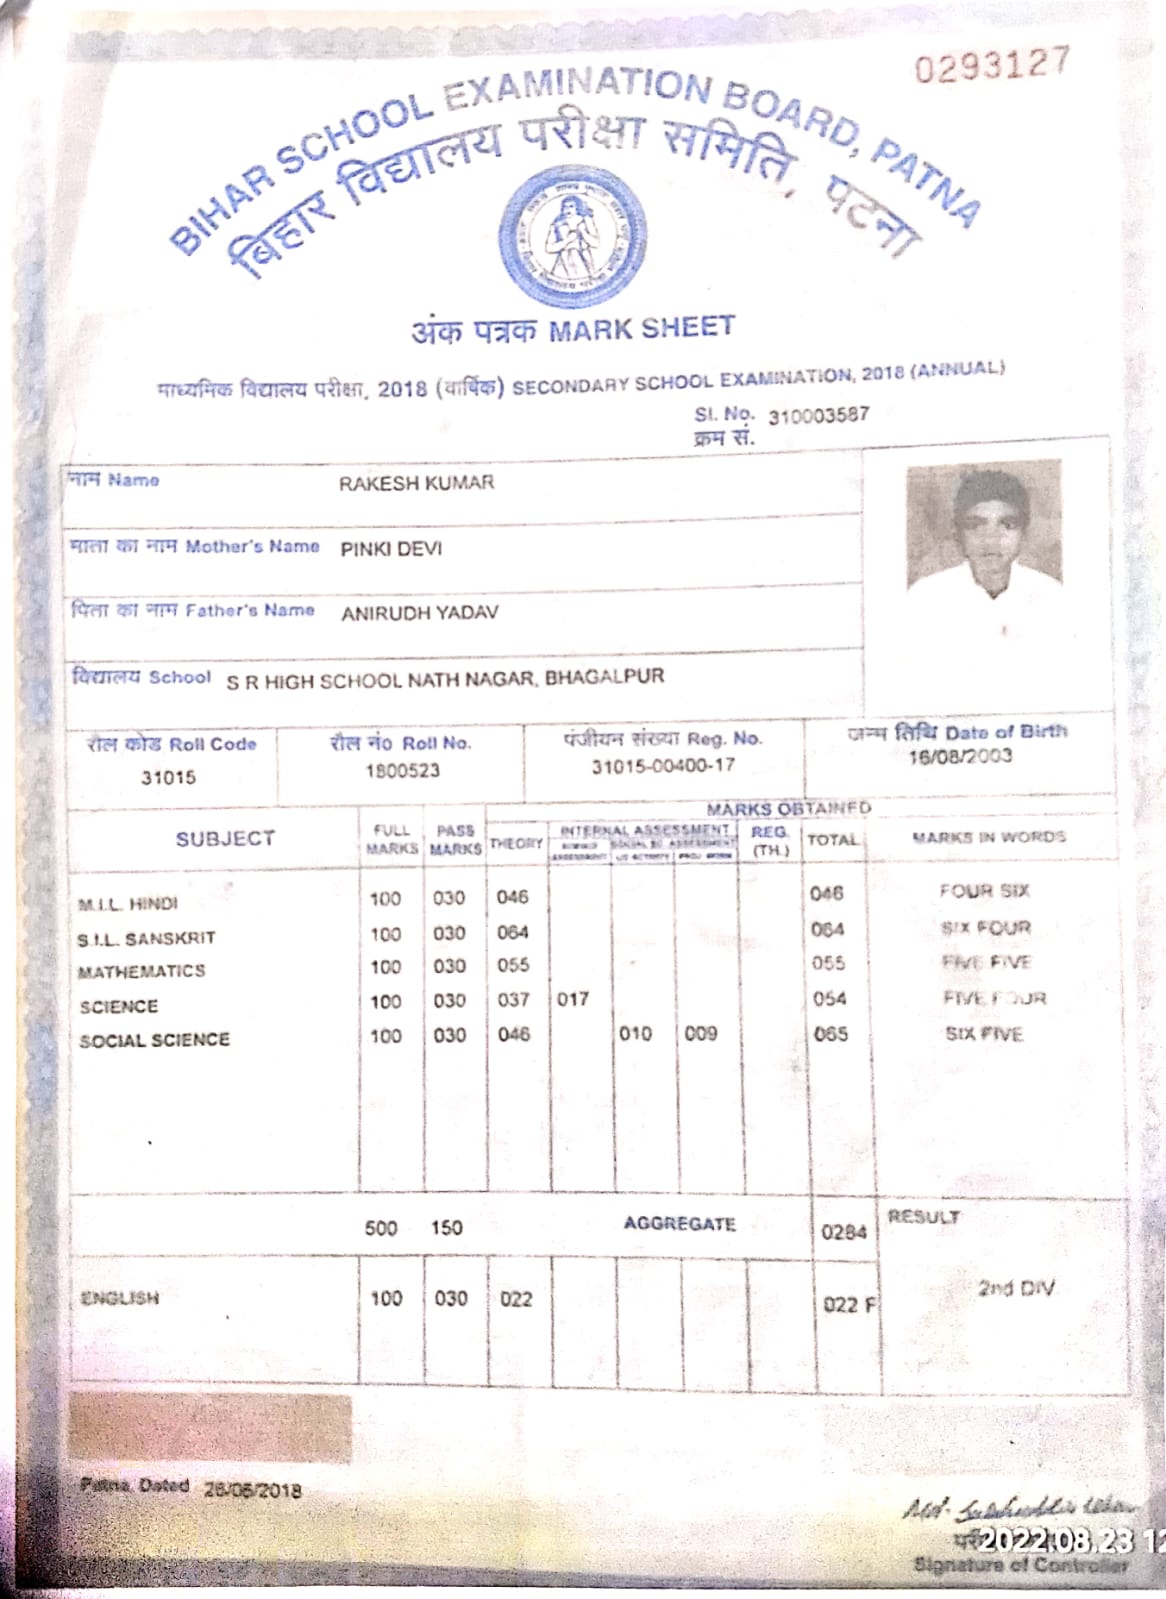 0293127
BIHAR SCHOOL EXAMINATION BOARD, PATNA
बिहार विद्यालय परीक्षा समिति, पटना
अंक पत्रक MARK SHEET
माध्यमिक विद्यालय परीक्षा, 2018 (वार्षिक) SECONDARY SCHOOL EXAMINATION, 2018 (ANNUAL)
Sl. No. 310003587
क्रम सं.
नाम Name RAKESH KUMAR
माता का नाम Mother's Name PINKI DEVI
पिता का नाम Father's Name ANIRUDH YADAV
विद्यालय School S R HIGH SCHOOL NATH NAGAR, BHAGALPUR
रौल कोड Roll Code रौल नं० Roll No. पंजीयन संख्या Reg. No. जन्म तिथि Date of Birth
31015 1800523 31015-00400-17 16/08/2003
MARKS OBTAINED
SUBJECT FULL MARKS PASS MARKS THEORY INTERNAL ASSESSMENT REG. (TH.) TOTAL MARKS IN WORDS
M.I.L. HINDI 100 030 046 046 FOUR SIX
S.I.L. SANSKRIT 100 030 064 064 SIX FOUR
MATHEMATICS 100 030 055 055 FIVE FIVE
SCIENCE 100 030 037 017 054 FIVE FOUR
SOCIAL SCIENCE 100 030 046 010 009 065 SIX FIVE
500 150 AGGREGATE 0284 RESULT
ENGLISH 100 030 022 022 F 2nd DIV
Patna, Dated 26/06/2018
2022.08.23 12
Signature of Controller